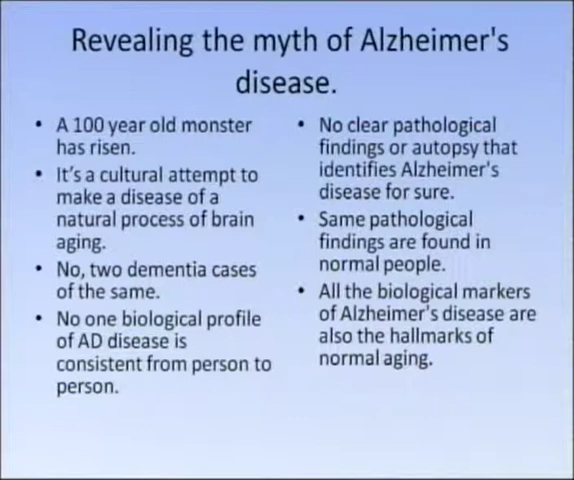 Revealing the myth of Alzheimer's
disease.
• A 100 year old monster
has risen.
• It's a cultural attempt to
make a disease of a
natural process of brain
aging.
• No, two dementia cases
of the same.
• No one biological profile
of AD disease is
consistent from person to
person.
• No clear pathological
findings or autopsy that
identifies Alzheimer's
disease for sure.
• Same pathological
findings are found in
normal people.
• All the biological markers
of Alzheimer's disease are
also the hallmarks of
normal aging.